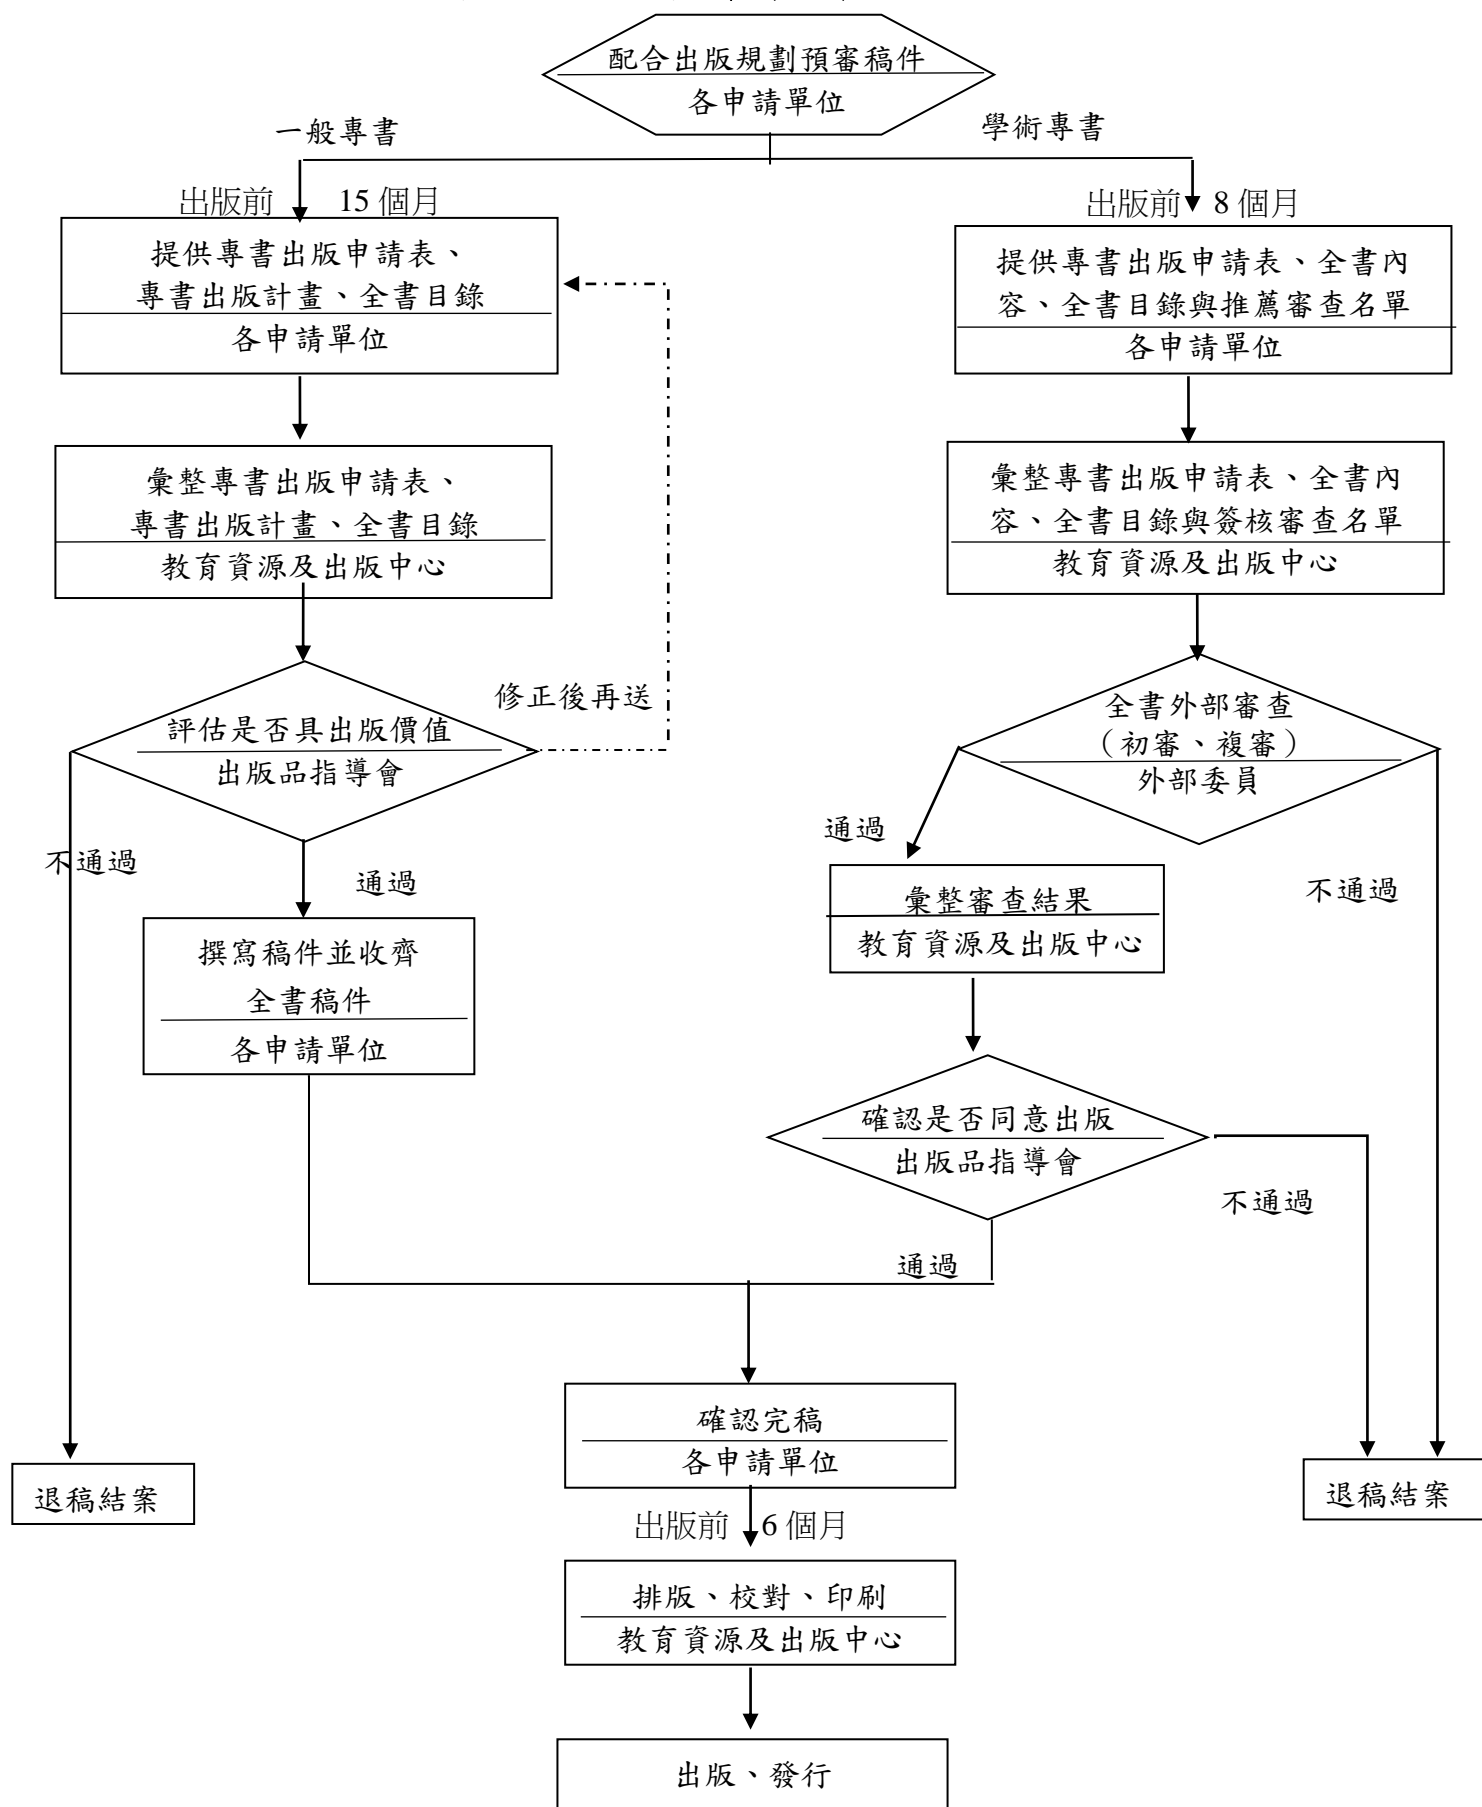 配合出版規劃預審稿件
各申請單位
一般專書
學術專書
出版前 15 個月
出版前 8 個月
提供專書出版申請表、
專書出版計畫、全書目錄
各申請單位
提供專書出版申請表、全書內
容、全書目錄與推薦審查名單
各申請單位
彙整專書出版申請表、
專書出版計畫、全書目錄
教育資源及出版中心
彙整專書出版申請表、全書內
容、全書目錄與簽核審查名單
教育資源及出版中心
修正後再送
評估是否具出版價值
出版品指導會
全書外部審查
（初審、複審）
外部委員
不通過
通過
通過
不通過
撰寫稿件並收齊
全書稿件
各申請單位
彙整審查結果
教育資源及出版中心
確認是否同意出版
出版品指導會
不通過
通過
確認完稿
各申請單位
退稿結案
退稿結案
出版前 6 個月
排版、校對、印刷
教育資源及出版中心
出版、發行